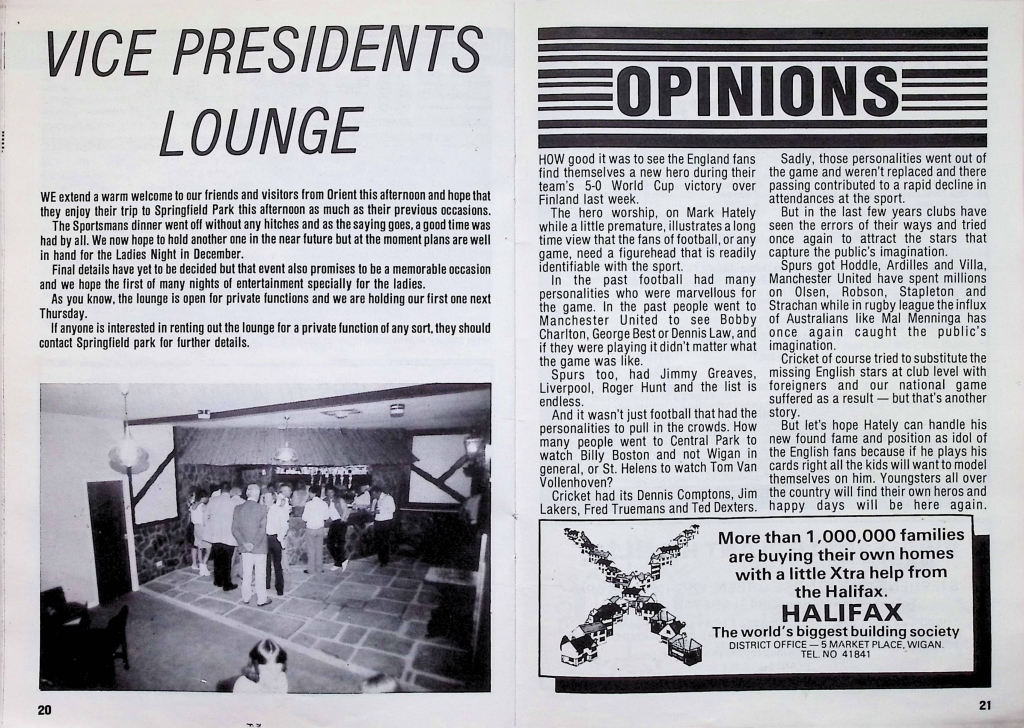 VICE PRESIDENTS
LOUNGE
WE extend a warm welcome to our friends and visitors from Orient this afternoon and hope that
they enjoy their trip to Springfield Park this afternoon as much as their previous occasions.
The Sportsmans dinner went off without any hitches and as the saying goes, a good time was
had by all. We now hope to hold another one in the near future but at the moment plans are well
in hand for the Ladies Night in December.
Final details have yet to be decided but that event also promises to be a memorable occasion
and we hope the first of many nights of entertainment specially for the ladies.
As you know, the lounge is open for private functions and we are holding our first one next
Thursday.
If anyone is interested in renting out the lounge for a private function of any sort, they should
contact Springfield park for further details.
20
OPINIONS
HOW good it was to see the England fans
find themselves a new hero during their
team's 5-0 World Cup victory over
Finland last week.
The hero worship, on Mark Hately
while a little premature, illustrates a long
time view that the fans of football, or any
game, need a figurehead that is readily
identifiable with the sport.
In the past football had many
personalities who were marvellous for
the game. In the past people went to
Manchester United to see Bobby
Charlton, George Best or Dennis Law, and
if they were playing it didn't matter what
the game was like.
Spurs too, had Jimmy Greaves,
Liverpool, Roger Hunt and the list is
endless.
And it wasn't just football that had the
personalities to pull in the crowds. How
many people went to Central Park to
watch Billy Boston and not Wigan in
general, or St. Helens to watch Tom Van
Vollenhoven?
Cricket had its Dennis Comptons, Jim
Lakers, Fred Truemans and Ted Dexters.
Sadly, those personalities went out of
the game and weren't replaced and there
passing contributed to a rapid decline in
attendances at the sport.
But in the last few years clubs have
seen the errors of their ways and tried
once again to attract the stars that
capture the public's imagination.
Spurs got Hoddle, Ardilles and Villa,
Manchester United have spent millions
on Olsen, Robson, Stapleton and
Strachan while in rugby league the influx
of Australians like Mal Menninga has
once again caught the public's
imagination.
Cricket of course tried to substitute the
missing English stars at club level with
foreigners and our national game
suffered as a result — but that's another
story.
But let's hope Hately can handle his
new found fame and position as idol of
the English fans because if he plays his
cards right all the kids will want to model
themselves on him. Youngsters all over
the country will find their own heros and
happy days will be here again.
More than 1,000,000 families
are buying their own homes
with a little Xtra help from
the Halifax.
HALIFAX
The world's biggest building society
DISTRICT OFFICE — 5 MARKET PLACE, WIGAN.
TEL. NO 41841
21